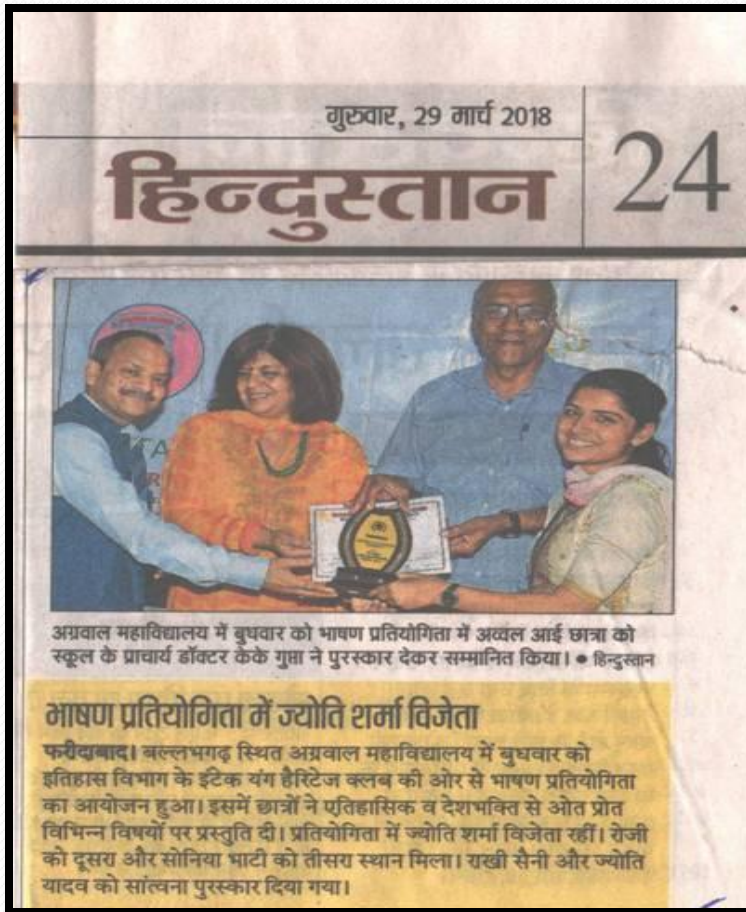 गुरुवार, 29 मार्च 2018
हिन्दुस्तान
24
अग्रवाल महाविद्यालय में बुधवार को भाषण प्रतियोगिता में अव्वल आई छात्रा को
स्कूल के प्राचार्य डॉक्टर केके गुप्ता ने पुरस्कार देकर सम्मानित किया। ● हिन्दुस्तान
भाषण प्रतियोगिता में ज्योति शर्मा विजेता
फरीदाबाद। बल्लभगढ़ स्थित अग्रवाल महाविद्यालय में बुधवार को
इतिहास विभाग के ईटेक यंग हैरिटेज क्लब की ओर से भाषण प्रतियोगिता
का आयोजन हुआ। इसमें छात्रों ने एतिहासिक व देशभक्ति से ओत प्रोत
विभिन्न विषयों पर प्रस्तुति दी। प्रतियोगिता में ज्योति शर्मा विजेता रहीं। रोजी
को दूसरा और सोनिया भाटी को तीसरा स्थान मिला। राखी सैनी और ज्योति
यादव को सांत्वना पुरस्कार दिया गया।